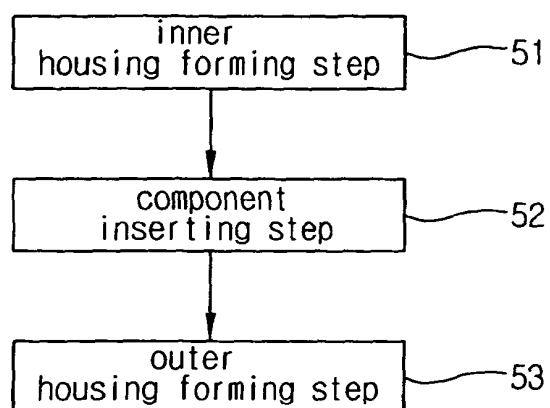 inner
housing forming step
51
component
inserting step
52
outer
housing forming step
53